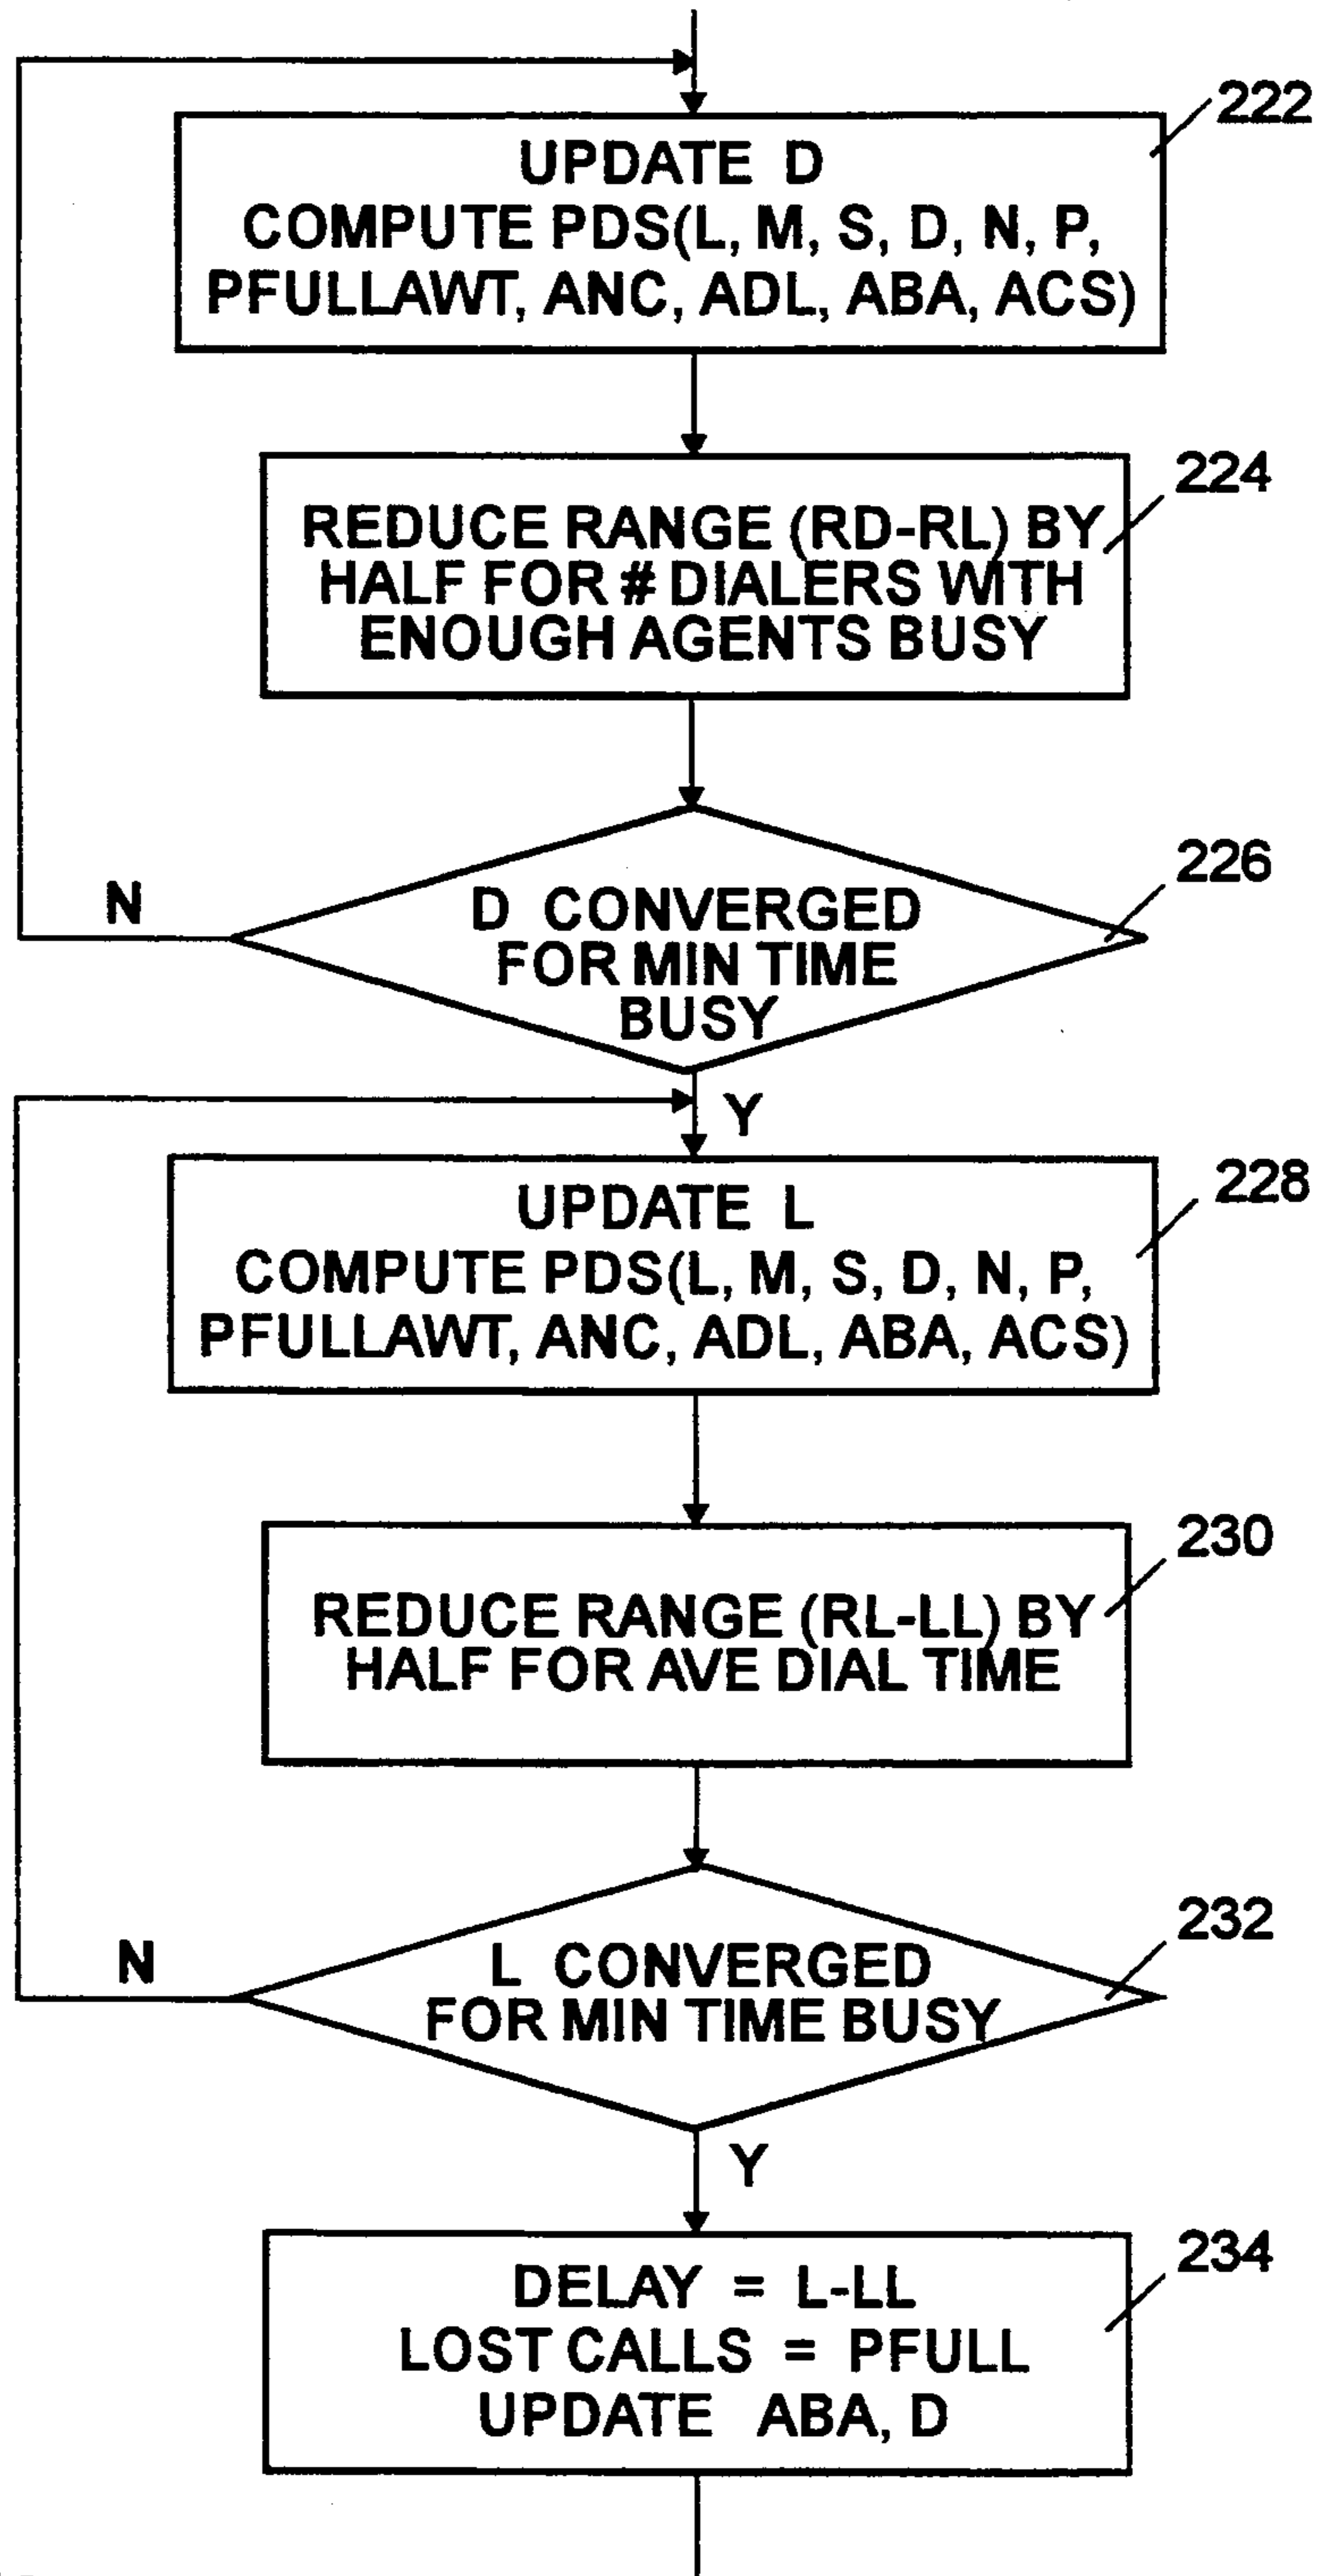 222
UPDATE D
COMPUTE PDS(L, M, S, D, N, P,
PFULLAWT, ANC, ADL, ABA, ACS)
224
REDUCE RANGE (RD-RL) BY
HALF FOR # DIALERS WITH
ENOUGH AGENTS BUSY
226
N
D CONVERGED
FOR MIN TIME
BUSY
Y
228
UPDATE L
COMPUTE PDS(L, M, S, D, N, P,
PFULLAWT, ANC, ADL, ABA, ACS)
230
REDUCE RANGE (RL-LL) BY
HALF FOR AVE DIAL TIME
232
N
L CONVERGED
FOR MIN TIME BUSY
Y
234
DELAY = L-LL
LOST CALLS = PFULL
UPDATE ABA, D